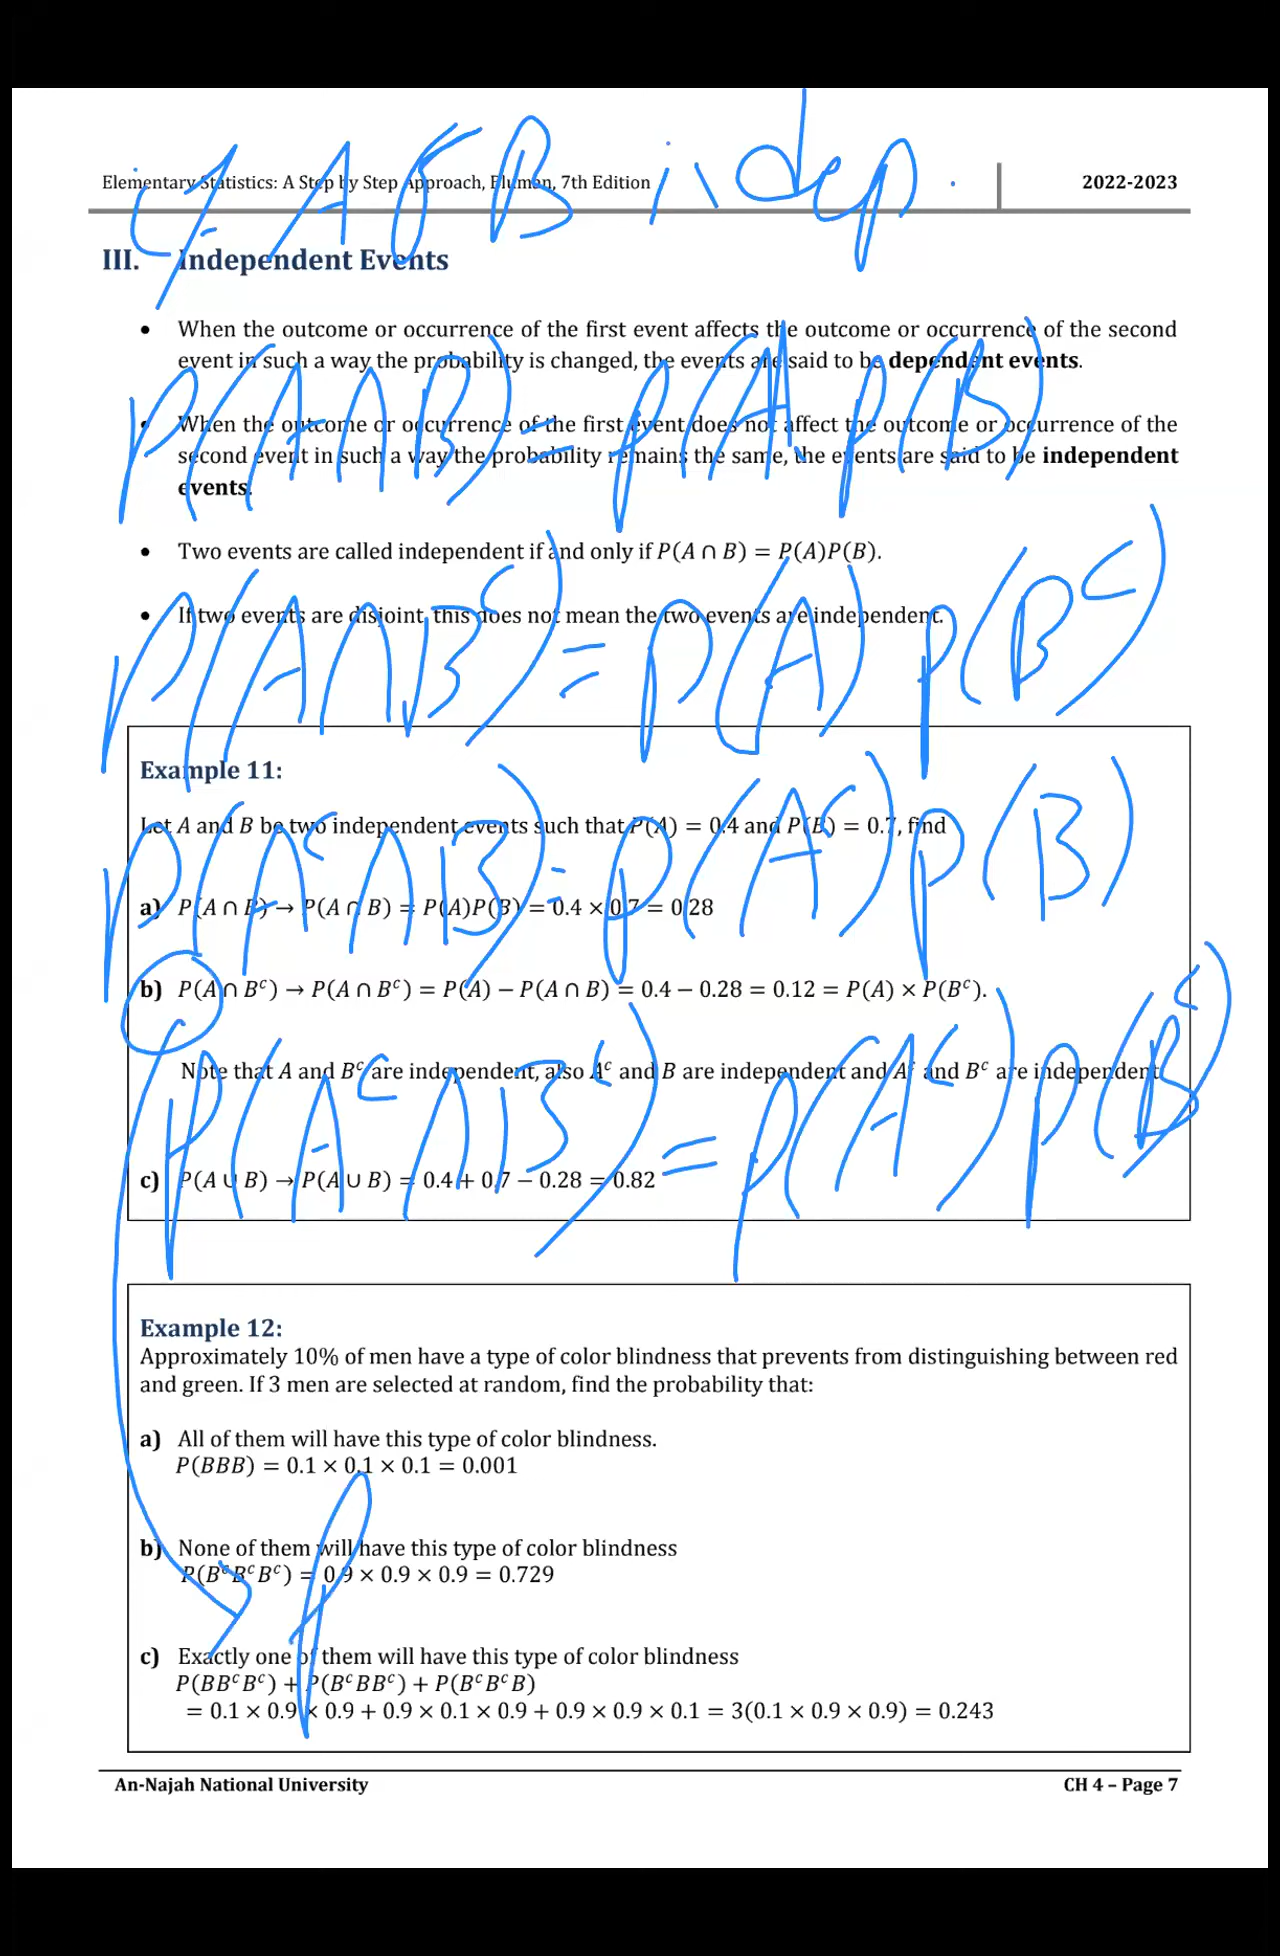 if A & B indep.
Elementary Statistics: A Step by Step Approach, Bluman, 7th Edition 2022-2023
III. Independent Events
• When the outcome or occurrence of the first event affects the outcome or occurrence of the second
event in such a way the probability is changed, the events are said to be dependent events.
P(A∩B) = P(A) P(B)
• When the outcome or occurrence of the first event does not affect the outcome or occurrence of the
second event in such a way the probability remains the same, the events are said to be independent
events.
• Two events are called independent if and only if P(A ∩ B) = P(A)P(B).
• If two events are disjoint, this does not mean the two events are independent.
P(A∩B^c) = P(A) P(B^c)
Example 11:
Let A and B be two independent events such that P(A) = 0.4 and P(B) = 0.7, find
P(A^c∩B) = P(A^c) P(B)
a) P(A ∩ B) → P(A ∩ B) = P(A)P(B) = 0.4 × 0.7 = 0.28
b) P(A ∩ B^c) → P(A ∩ B^c) = P(A) − P(A ∩ B) = 0.4 − 0.28 = 0.12 = P(A) × P(B^c).
Note that A and B^c are independent, also A^c and B are independent and A^c and B^c are independent
P(A^c∩B^c) = P(A^c) P(B^c)
c) P(A ∪ B) → P(A ∪ B) = 0.4 + 0.7 − 0.28 = 0.82
Example 12:
Approximately 10% of men have a type of color blindness that prevents from distinguishing between red
and green. If 3 men are selected at random, find the probability that:
a) All of them will have this type of color blindness.
P(BBB) = 0.1 × 0.1 × 0.1 = 0.001
b) None of them will have this type of color blindness
P(B^c B^c B^c) = 0.9 × 0.9 × 0.9 = 0.729
P
c) Exactly one of them will have this type of color blindness
P(BB^c B^c) + P(B^c BB^c) + P(B^c B^c B)
= 0.1 × 0.9 × 0.9 + 0.9 × 0.1 × 0.9 + 0.9 × 0.9 × 0.1 = 3(0.1 × 0.9 × 0.9) = 0.243
An-Najah National University CH 4 – Page 7